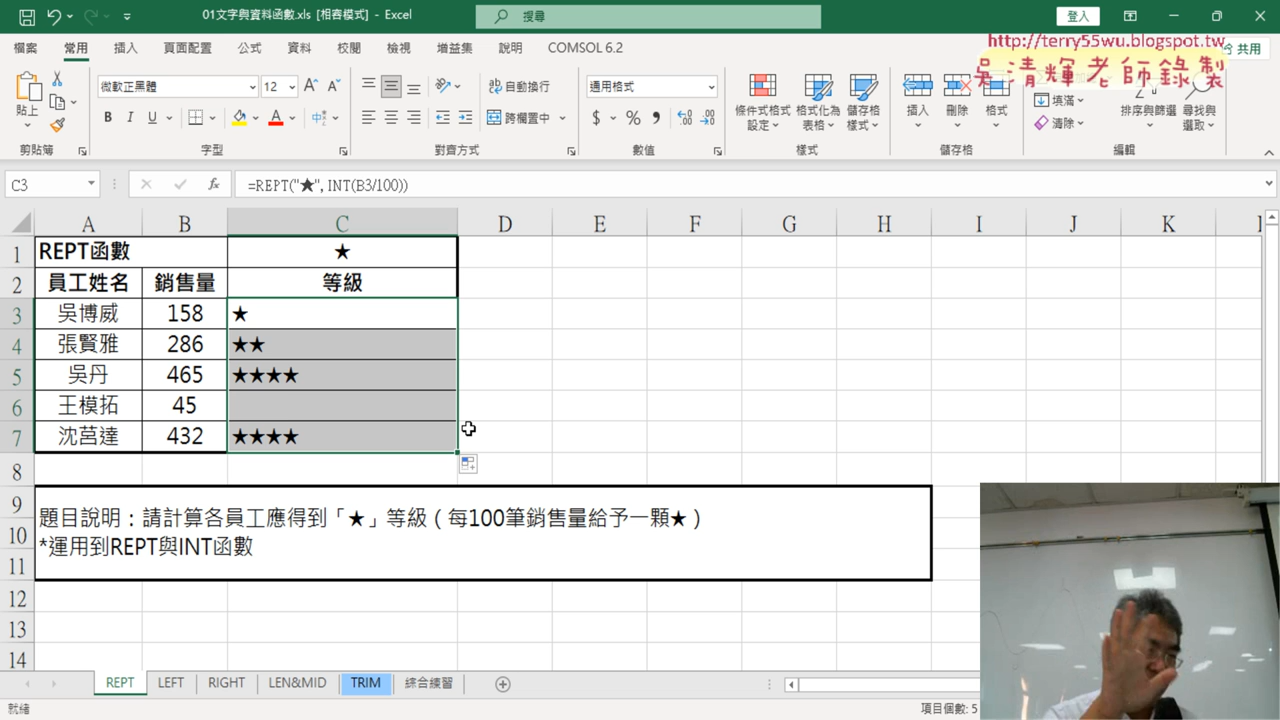 01文字與資料函數.xls [相容模式] - Excel
搜尋
登入
檔案 常用 插入 頁面配置 公式 資料 校閱 檢視 增益集 說明 COMSOL 6.2
共用
http://terry55wu.blogspot.tw
吳清輝老師錄製
貼上
微軟正黑體 12
自動換行
通用格式
B I U
跨欄置中
條件式格式設定
格式化為表格
儲存格樣式
插入 刪除 格式
填滿
清除
排序與篩選
尋找與選取
剪貼簿 字型 對齊方式 數值 樣式 儲存格 編輯
C3
fx
=REPT("★", INT(B3/100))
A B C D E F G H I J K
1 REPT函數 ★
2 員工姓名 銷售量 等級
3 吳博威 158 ★
4 張賢雅 286 ★★
5 吳丹 465 ★★★★
6 王模拓 45
7 沈莒達 432 ★★★★
8
9
10
11
題目說明：請計算各員工應得到「★」等級（每100筆銷售量給予一顆★）
*運用到REPT與INT函數
12
13
14
REPT LEFT RIGHT LEN&MID TRIM 綜合練習
就緒
項目個數: 5